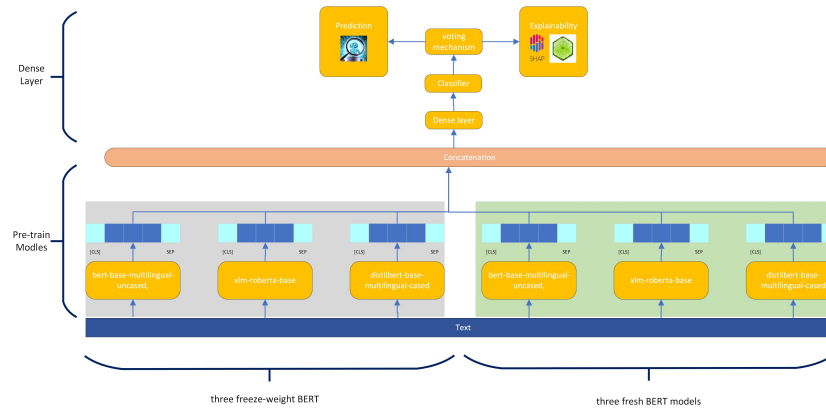 Prediction
voting
mechanism
Explainability
SHAP
Dense
Layer
Classifier
Dense layer
Concatenation
Pre-train
Modles
[CLS] SEP [CLS] SEP [CLS] SEP [CLS] SEP [CLS] SEP [CLS]
bert-base-multilingual-
uncased,
xlm-roberta-base
distilbert-base-
multilingual-cased
bert-base-multilingual-
uncased,
xlm-roberta-base
distilbert-base-
multilingual-cased
Text
three freeze-weight BERT
three fresh BERT models